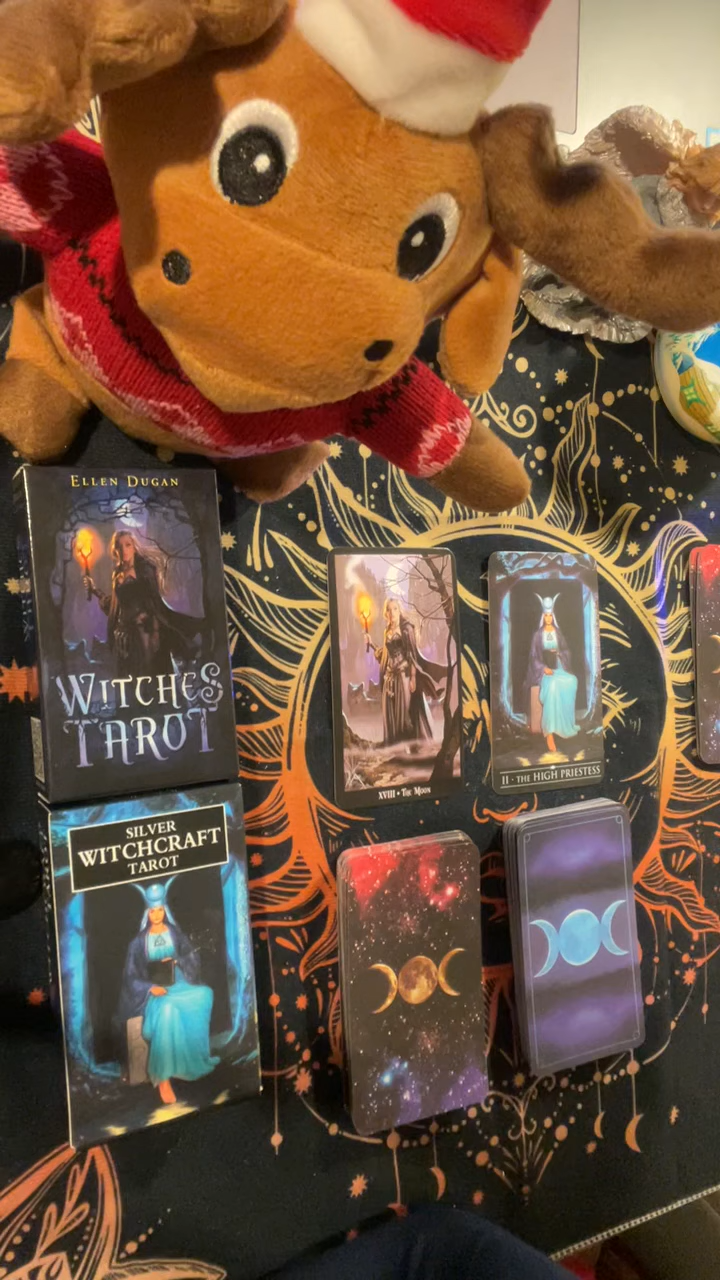 ELLEN DUGAN
WITCHES
TAROT
SILVER
WITCHCRAFT
TAROT
XVIII • THE MOON
II • THE HIGH PRIESTESS